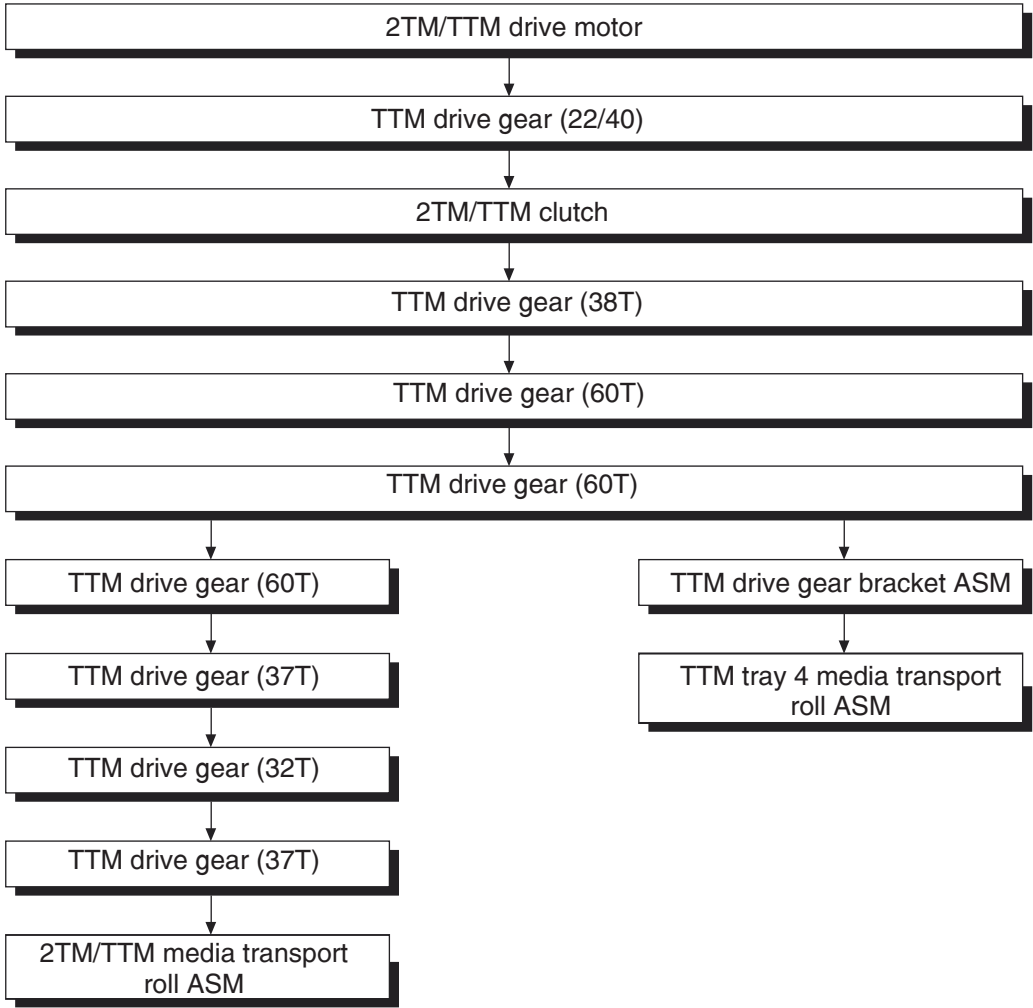 2TM/TTM drive motor
TTM drive gear (22/40)
2TM/TTM clutch
TTM drive gear (38T)
TTM drive gear (60T)
TTM drive gear (60T)
TTM drive gear (60T)
TTM drive gear (37T)
TTM drive gear (32T)
TTM drive gear (37T)
2TM/TTM media transport
roll ASM
TTM drive gear bracket ASM
TTM tray 4 media transport
roll ASM